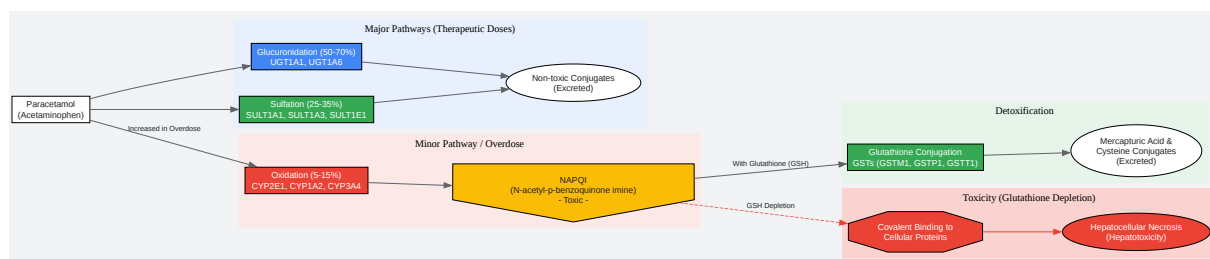 Major Pathways (Therapeutic Doses)
Glucuronidation (50-70%)
UGT1A1, UGT1A6
Non-toxic Conjugates
(Excreted)
Sulfation (25-35%)
SULT1A1, SULT1A3, SULT1E1
Paracetamol
(Acetaminophen)
Increased in Overdose
Minor Pathway / Overdose
Oxidation (5-15%)
CYP2E1, CYP1A2, CYP3A4
NAPQI
(N-acetyl-p-benzoquinone imine)
- Toxic -
With Glutathione (GSH)
GSH Depletion
Detoxification
Glutathione Conjugation
GSTs (GSTM1, GSTP1, GSTT1)
Mercapturic Acid &
Cysteine Conjugates
(Excreted)
Toxicity (Glutathione Depletion)
Covalent Binding to
Cellular Proteins
Hepatocellular Necrosis
(Hepatotoxicity)